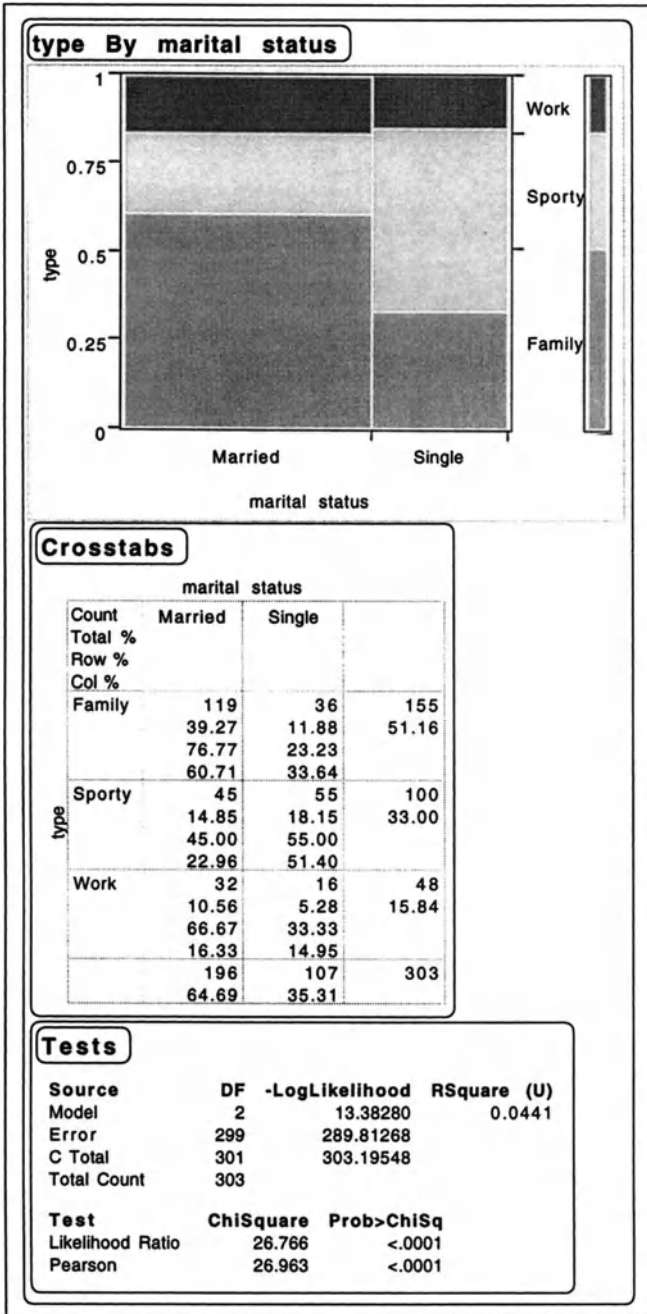 type By marital status
1
0.75
0.5
0.25
0
type
Work
Sporty
Family
Married Single
marital status
Crosstabs
marital status
Count Married Single
Total %
Row %
Col %
type
Family 119 36 155
39.27 11.88 51.16
76.77 23.23
60.71 33.64
Sporty 45 55 100
14.85 18.15 33.00
45.00 55.00
22.96 51.40
Work 32 16 48
10.56 5.28 15.84
66.67 33.33
16.33 14.95
196 107 303
64.69 35.31
Tests
Source DF -LogLikelihood RSquare (U)
Model 2 13.38280 0.0441
Error 299 289.81268
C Total 301 303.19548
Total Count 303
Test ChiSquare Prob>ChiSq
Likelihood Ratio 26.766 <.0001
Pearson 26.963 <.0001